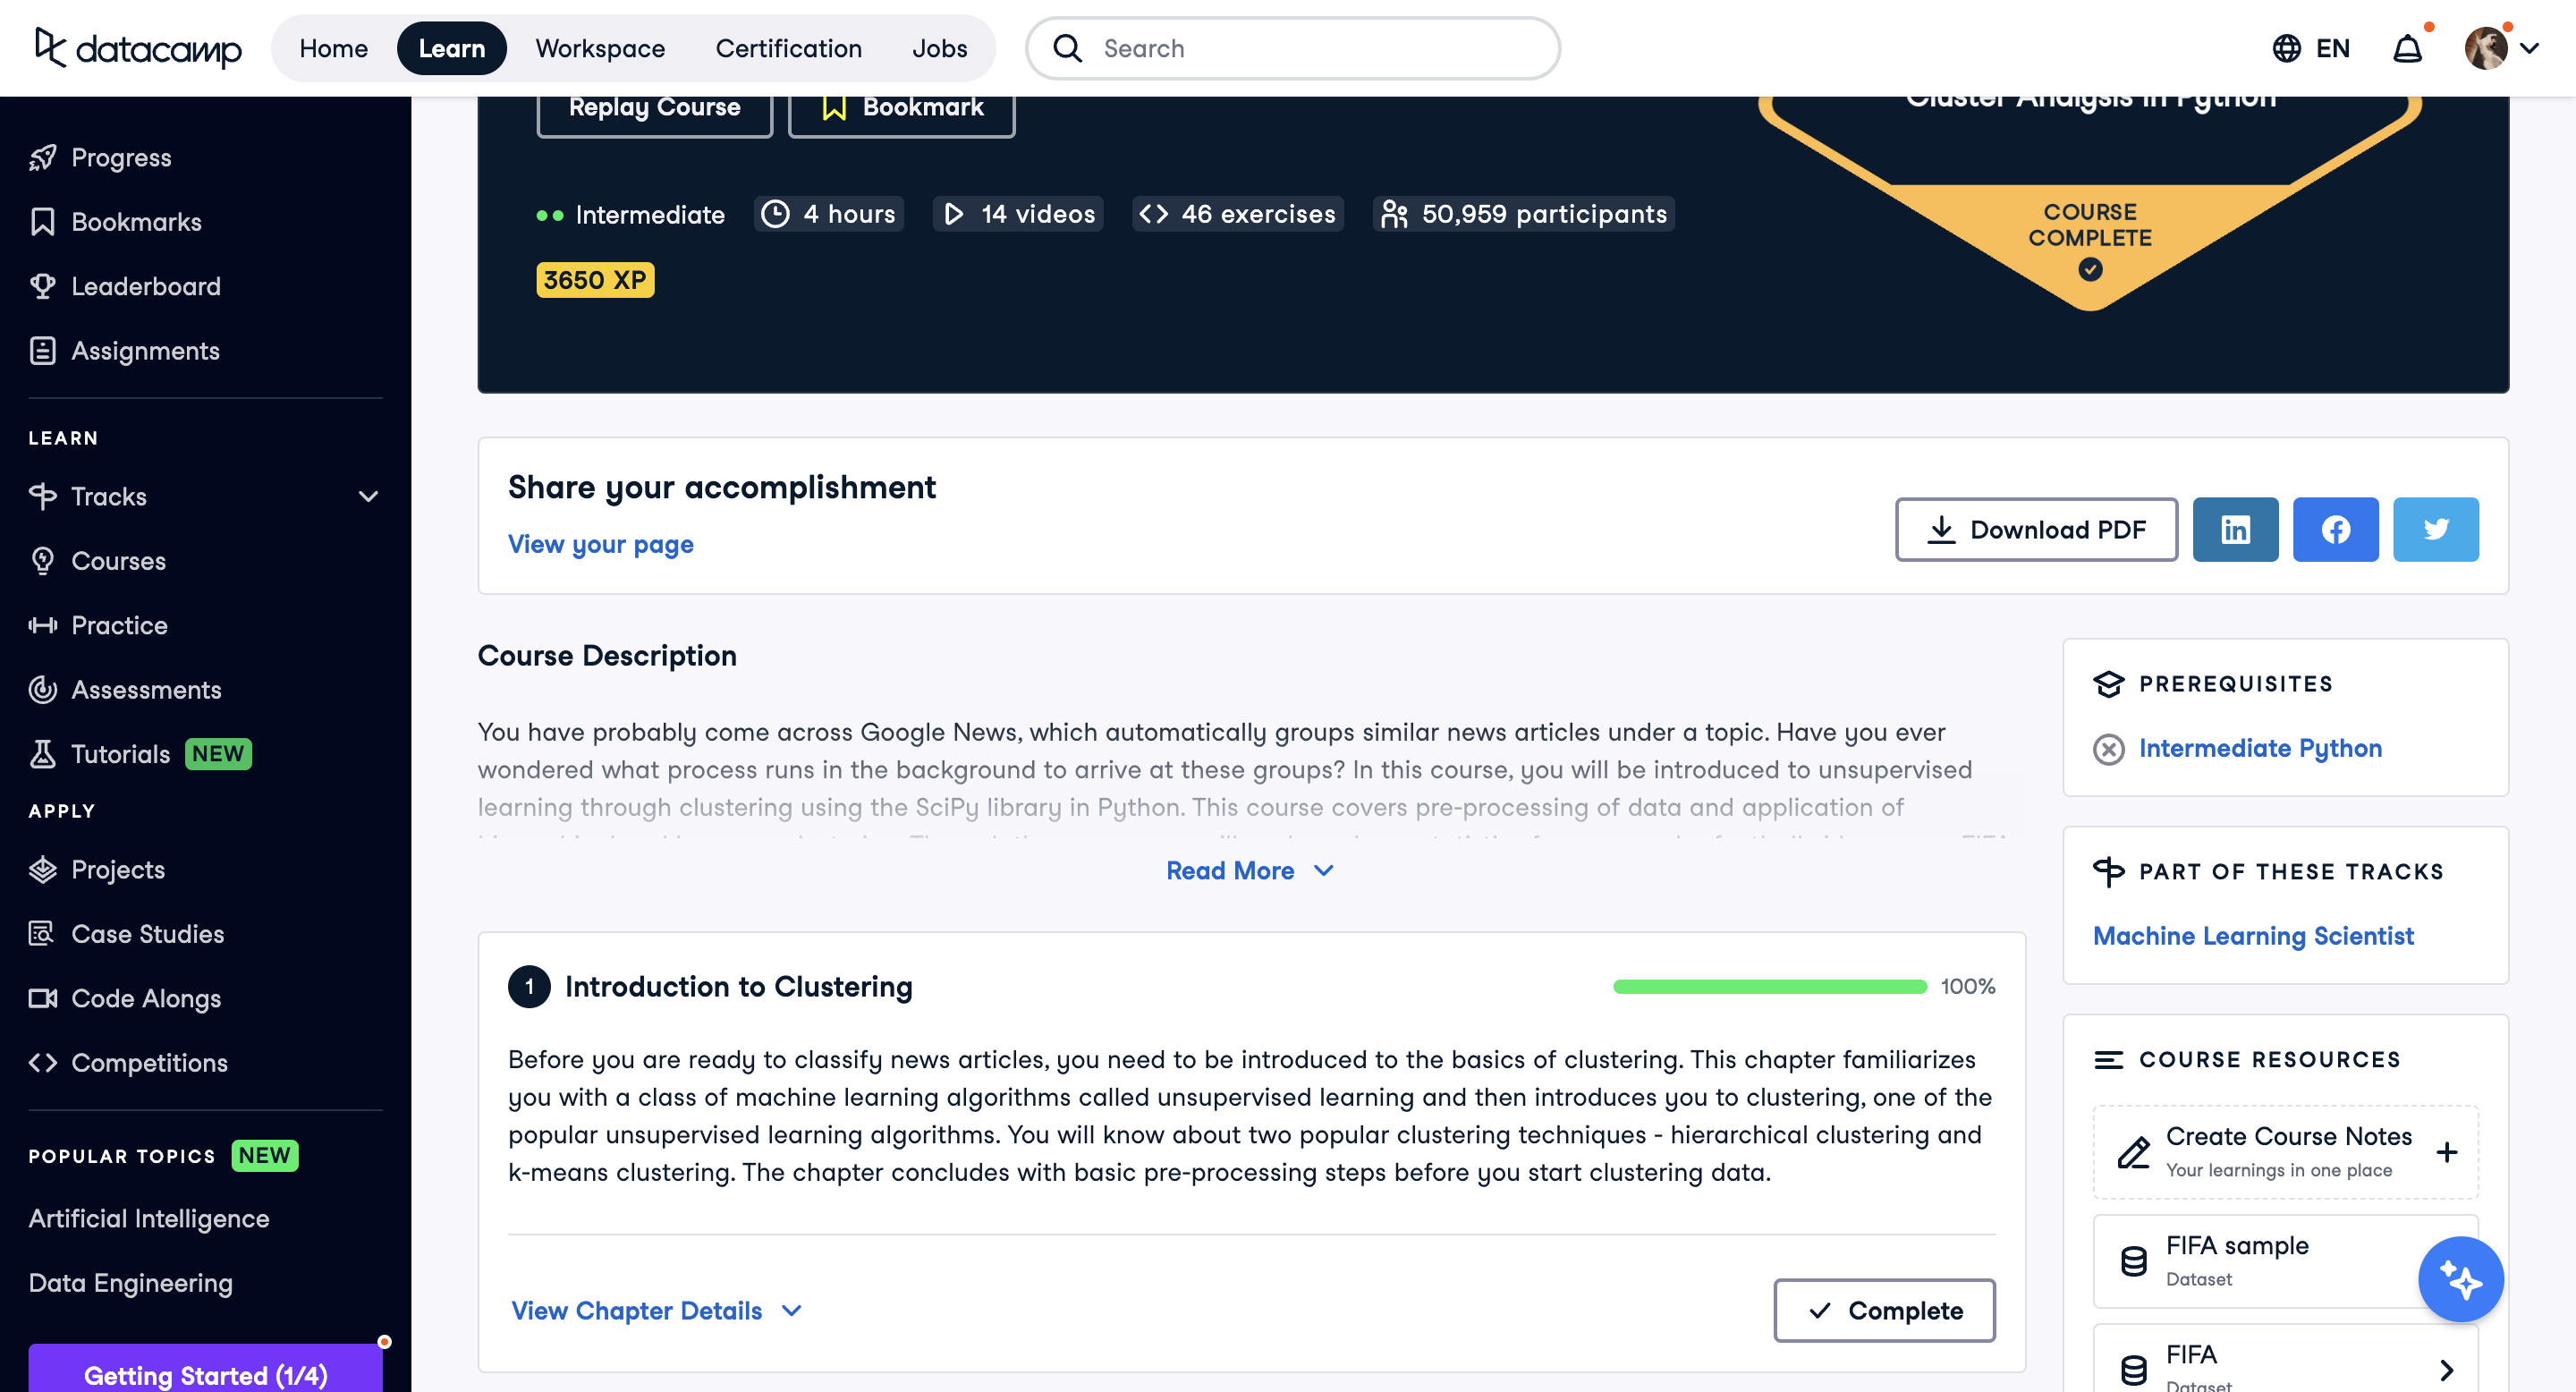 datacamp
Home
Learn
Workspace
Certification
Jobs
Search
EN
Progress
Bookmarks
Leaderboard
Assignments
LEARN
Tracks
Courses
Practice
Assessments
Tutorials NEW
APPLY
Projects
Case Studies
Code Alongs
Competitions
POPULAR TOPICS NEW
Artificial Intelligence
Data Engineering
Getting Started (1/4)
Replay Course
Bookmark
Intermediate
4 hours
14 videos
46 exercises
50,959 participants
3650 XP
Cluster Analysis in Python
COURSE
COMPLETE
Share your accomplishment
View your page
Download PDF
Course Description
You have probably come across Google News, which automatically groups similar news articles under a topic. Have you ever
wondered what process runs in the background to arrive at these groups? In this course, you will be introduced to unsupervised
learning through clustering using the SciPy library in Python. This course covers pre-processing of data and application of
Read More
1 Introduction to Clustering
100%
Before you are ready to classify news articles, you need to be introduced to the basics of clustering. This chapter familiarizes
you with a class of machine learning algorithms called unsupervised learning and then introduces you to clustering, one of the
popular unsupervised learning algorithms. You will know about two popular clustering techniques - hierarchical clustering and
k-means clustering. The chapter concludes with basic pre-processing steps before you start clustering data.
View Chapter Details
Complete
PREREQUISITES
Intermediate Python
PART OF THESE TRACKS
Machine Learning Scientist
COURSE RESOURCES
Create Course Notes
Your learnings in one place
FIFA sample
Dataset
FIFA
Dataset